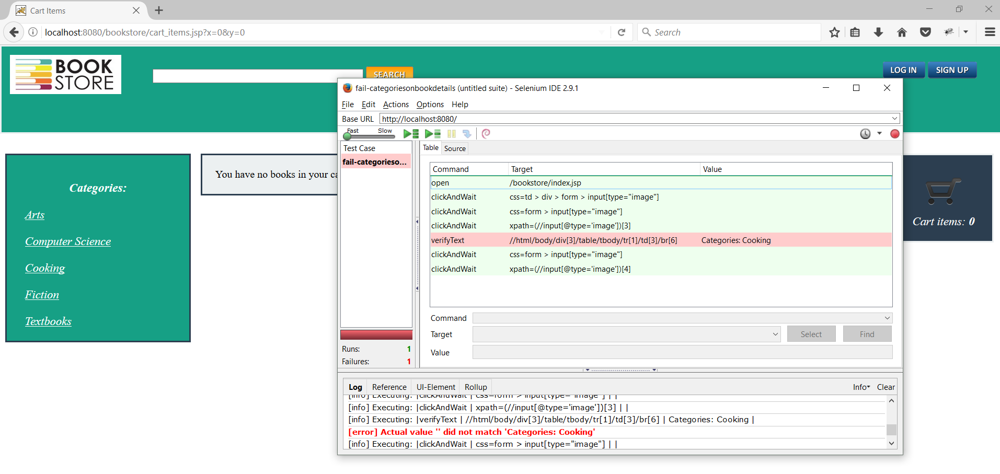 Cart Items
localhost:8080/bookstore/cart_items.jsp?x=0&y=0
Search
BOOK
STORE
SEARCH
LOG IN
SIGN UP
Categories:
Arts
Computer Science
Cooking
Fiction
Textbooks
You have no books in your ca
Cart items: 0
fail-categoriesonbookdetails (untitled suite) - Selenium IDE 2.9.1
File Edit Actions Options Help
Base URL http://localhost:8080/
Fast Slow
Test Case
fail-categorieso...
Runs: 1
Failures: 1
Table Source
Command Target Value
open /bookstore/index.jsp
clickAndWait css=td > div > form > input[type="image"]
clickAndWait css=form > input[type="image"]
clickAndWait xpath=(//input[@type='image'])[3]
verifyText //html/body/div[3]/table/tbody/tr[1]/td[3]/br[6] Categories: Cooking
clickAndWait css=form > input[type="image"]
clickAndWait xpath=(//input[@type='image'])[4]
Command
Target Select Find
Value
Log Reference UI-Element Rollup Info Clear
[info] Executing: |clickAndWait | css=form > input[type="image"] | |
[info] Executing: |clickAndWait | xpath=(//input[@type='image'])[3] | |
[info] Executing: |verifyText | //html/body/div[3]/table/tbody/tr[1]/td[3]/br[6] | Categories: Cooking |
[error] Actual value '' did not match 'Categories: Cooking'
[info] Executing: |clickAndWait | css=form > input[type="image"] | |